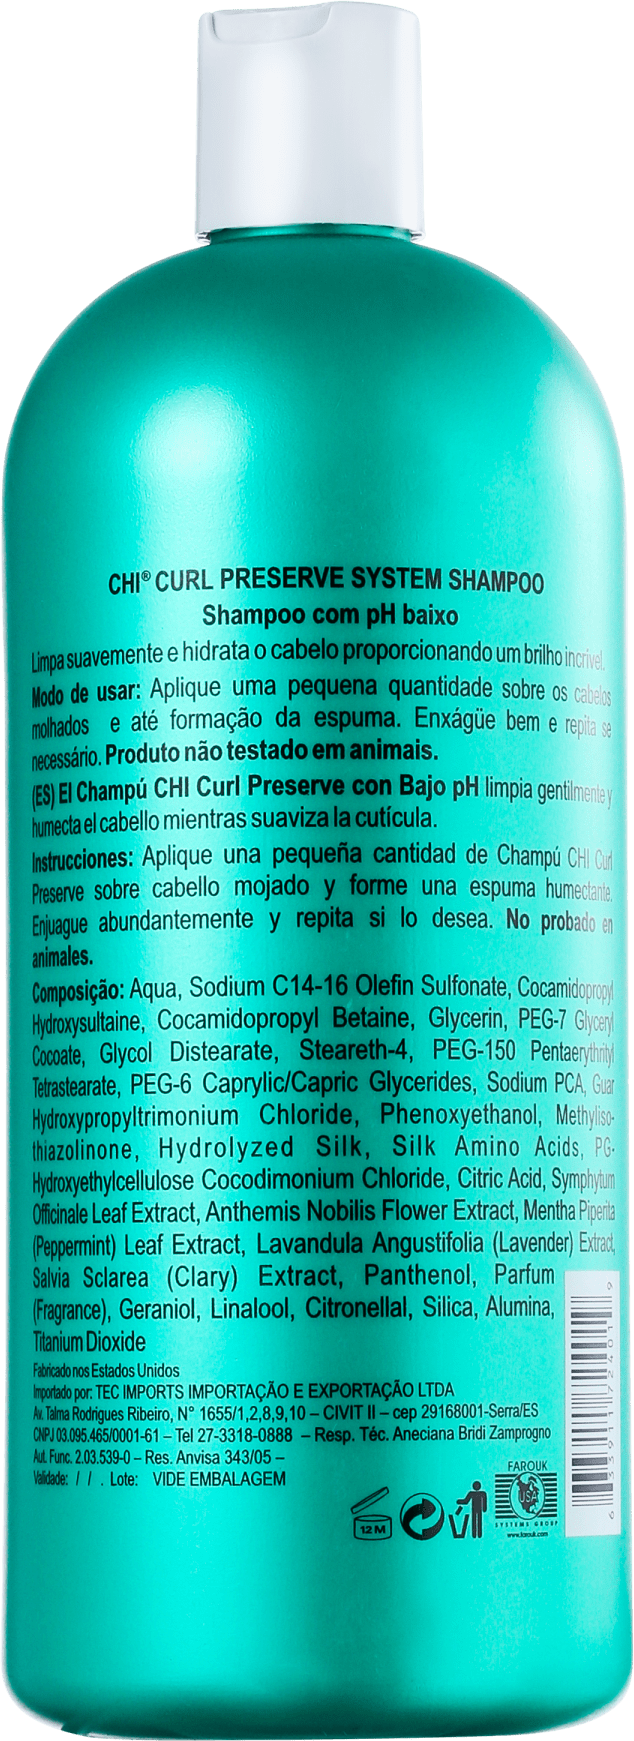 CHI® CURL PRESERVE SYSTEM SHAMPOO
Shampoo com pH baixo
Limpa suavemente e hidrata o cabelo proporcionando um brilho incrível.
Modo de usar: Aplique uma pequena quantidade sobre os cabelos
molhados e até formação da espuma. Enxágüe bem e repita se
necessário. Produto não testado em animais.
(ES) El Champú CHI Curl Preserve con Bajo pH limpia gentilmente y
humecta el cabello mientras suaviza la cutícula.
Instrucciones: Aplique una pequeña cantidad de Champú CHI Curl
Preserve sobre cabello mojado y forme una espuma humectante.
Enjuague abundantemente y repita si lo desea. No probado en
animales.
Composição: Aqua, Sodium C14-16 Olefin Sulfonate, Cocamidopropyl
Hydroxysultaine, Cocamidopropyl Betaine, Glycerin, PEG-7 Glyceryl
Cocoate, Glycol Distearate, Steareth-4, PEG-150 Pentaerythrityl
Tetrastearate, PEG-6 Caprylic/Capric Glycerides, Sodium PCA, Guar
Hydroxypropyltrimonium Chloride, Phenoxyethanol, Methyliso-
thiazolinone, Hydrolyzed Silk, Silk Amino Acids, PG-
Hydroxyethylcellulose Cocodimonium Chloride, Citric Acid, Symphytum
Officinale Leaf Extract, Anthemis Nobilis Flower Extract, Mentha Piperita
(Peppermint) Leaf Extract, Lavandula Angustifolia (Lavender) Extract,
Salvia Sclarea (Clary) Extract, Panthenol, Parfum
(Fragrance), Geraniol, Linalool, Citronellal, Silica, Alumina,
Titanium Dioxide
Fabricado nos Estados Unidos
Importado por: TEC IMPORTS IMPORTAÇÃO E EXPORTAÇÃO LTDA
Av. Talma Rodrigues Ribeiro, N° 1655/1,2,8,9,10 – CIVIT II – cep 29168001-Serra/ES
CNPJ 03.095.465/0001-61 – Tel 27-3318-0888 – Resp. Téc. Aneciana Bridi Zamprogno
Aut. Func. 2.03.539-0 – Res. Anvisa 343/05 –
Validade: / / . Lote: VIDE EMBALAGEM
12 M
FAROUK
USA
SYSTEMS GROUP
www.farouk.com
6 33911 72401 9